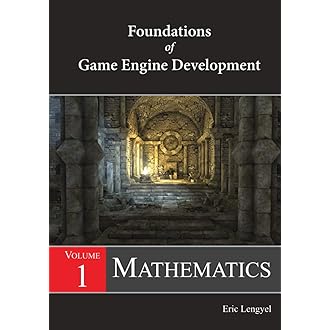 Foundations
of
Game Engine Development
VOLUME
1
MATHEMATICS
Eric Lengyel